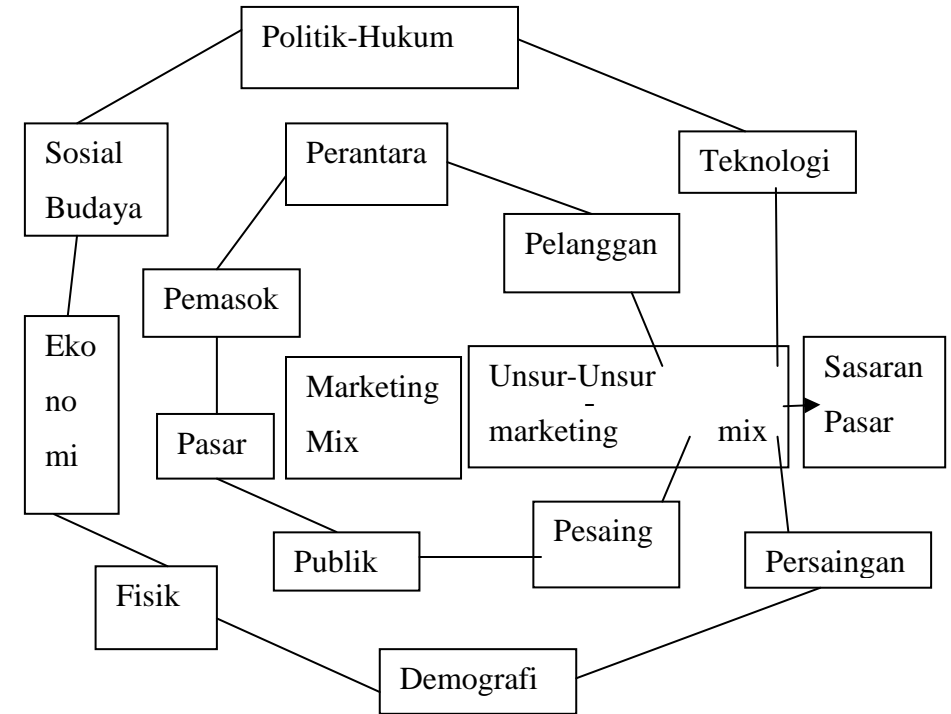 Politik-Hukum
Sosial
Budaya
Perantara
Teknologi
Pelanggan
Pemasok
Eko
no
mi
Marketing
Mix
Unsur-Unsur
-
marketing mix
Sasaran
Pasar
Pasar
Pesaing
Publik
Persaingan
Fisik
Demografi